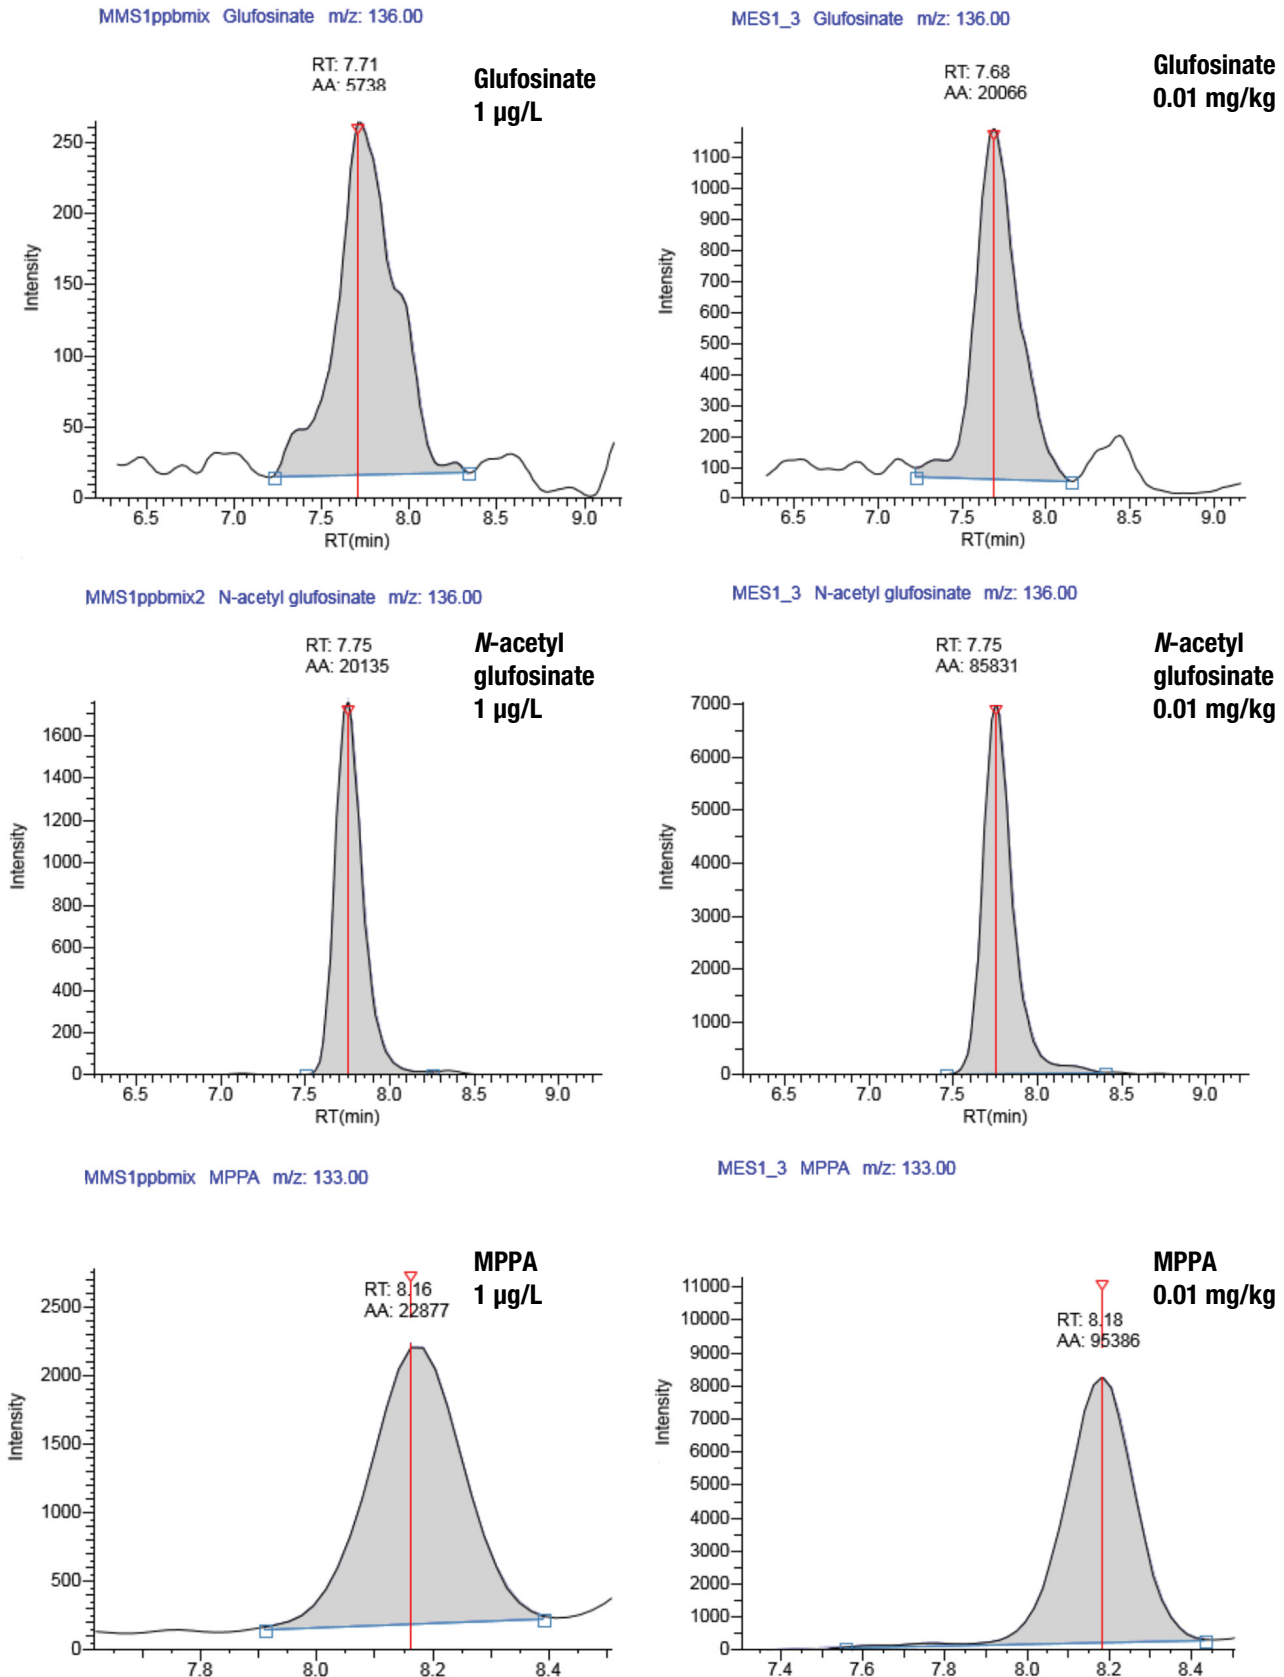 MMS1ppbmix Glufosinate m/z: 136.00
RT: 7.71
AA: 5738
Glufosinate
1 µg/L
250
200
150
100
50
0
Intensity
6.5 7.0 7.5 8.0 8.5 9.0
RT(min)
MES1_3 Glufosinate m/z: 136.00
RT: 7.68
AA: 20066
Glufosinate
0.01 mg/kg
1100
1000
900
800
700
600
500
400
300
200
100
0
Intensity
6.5 7.0 7.5 8.0 8.5 9.0
RT(min)
MMS1ppbmix2 N-acetyl glufosinate m/z: 136.00
RT: 7.75
AA: 20135
N-acetyl
glufosinate
1 µg/L
1600
1400
1200
1000
800
600
400
200
0
Intensity
6.5 7.0 7.5 8.0 8.5 9.0
RT(min)
MES1_3 N-acetyl glufosinate m/z: 136.00
RT: 7.75
AA: 85831
N-acetyl
glufosinate
0.01 mg/kg
7000
6000
5000
4000
3000
2000
1000
0
Intensity
6.5 7.0 7.5 8.0 8.5 9.0
RT(min)
MMS1ppbmix MPPA m/z: 133.00
RT: 8.16
AA: 22877
MPPA
1 µg/L
2500
2000
1500
1000
500
0
Intensity
7.8 8.0 8.2 8.4
MES1_3 MPPA m/z: 133.00
RT: 8.18
AA: 95386
MPPA
0.01 mg/kg
11000
10000
9000
8000
7000
6000
5000
4000
3000
2000
1000
0
Intensity
7.4 7.6 7.8 8.0 8.2 8.4